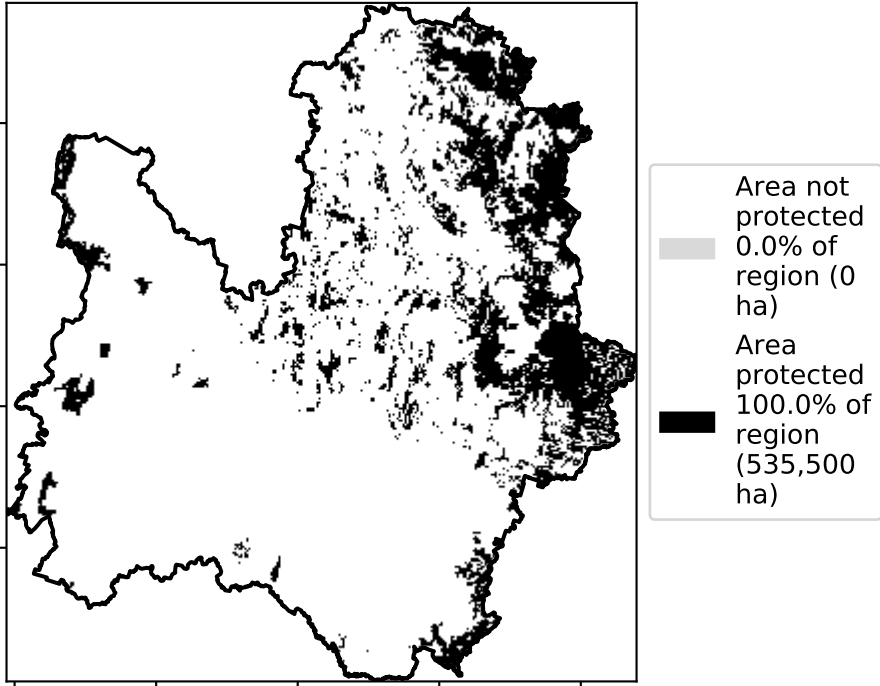 Area not
protected
0.0% of
region (0
ha)
Area
protected
100.0% of
region
(535,500
ha)